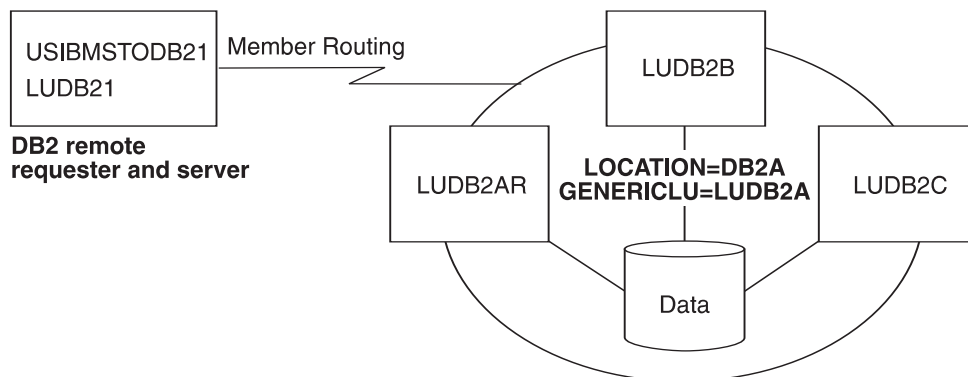 USIBMSTODB21
LUDB21
DB2 remote
requester and server
Member Routing
LUDB2B
LUDB2AR
LOCATION=DB2A
GENERICLU=LUDB2A
LUDB2C
Data